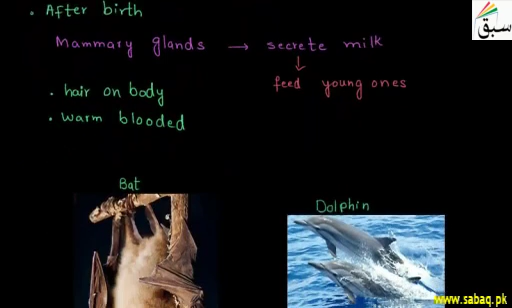 • After birth
سبق
Mammary glands → secrete milk
↓
feed young ones
• hair on body
• warm blooded
Bat
Dolphin
www.sabaq.pk